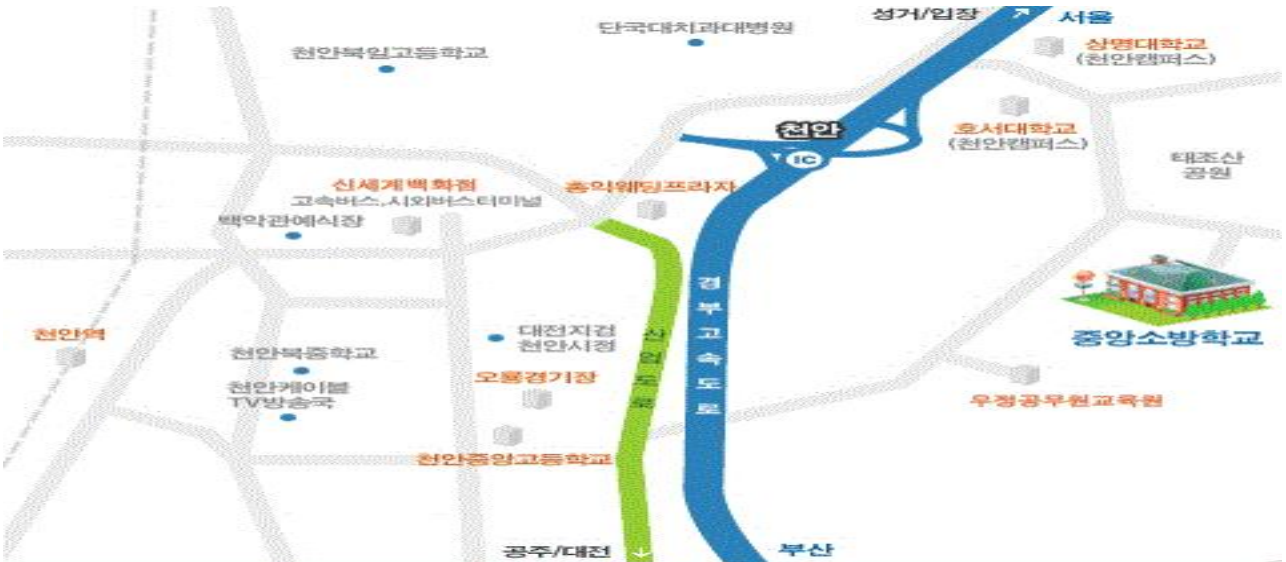 성거/입장
서울
단국대치과대병원
천안북일고등학교
상명대학교
(천안캠퍼스)
천안
IC
호서대학교
(천안캠퍼스)
태조산
공원
신세계백화점
고속버스,시외버스터미널
홍익웨딩프라자
백악관예식장
경부고속도로
산업도로
중앙소방학교
천안역
천안북중학교
대전지검
천안시청
천안케이블
TV방송국
오룡경기장
우정공무원교육원
천안중앙고등학교
공주/대전
부산